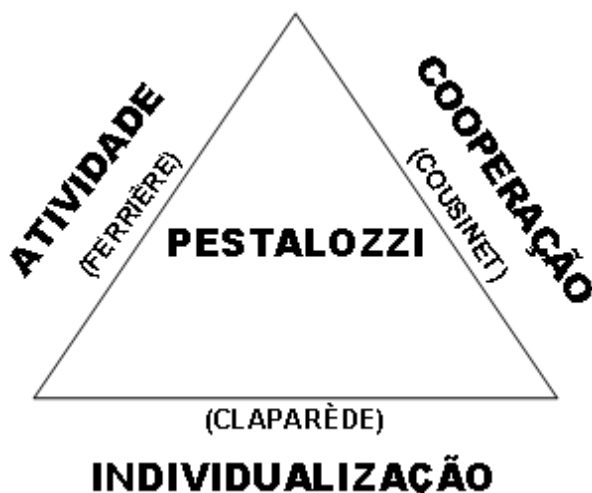 ATIVIDADE
(FERRIÈRE)
COOPERAÇÃO
(COUSINET)
PESTALOZZI
(CLAPARÈDE)
INDIVIDUALIZAÇÃO